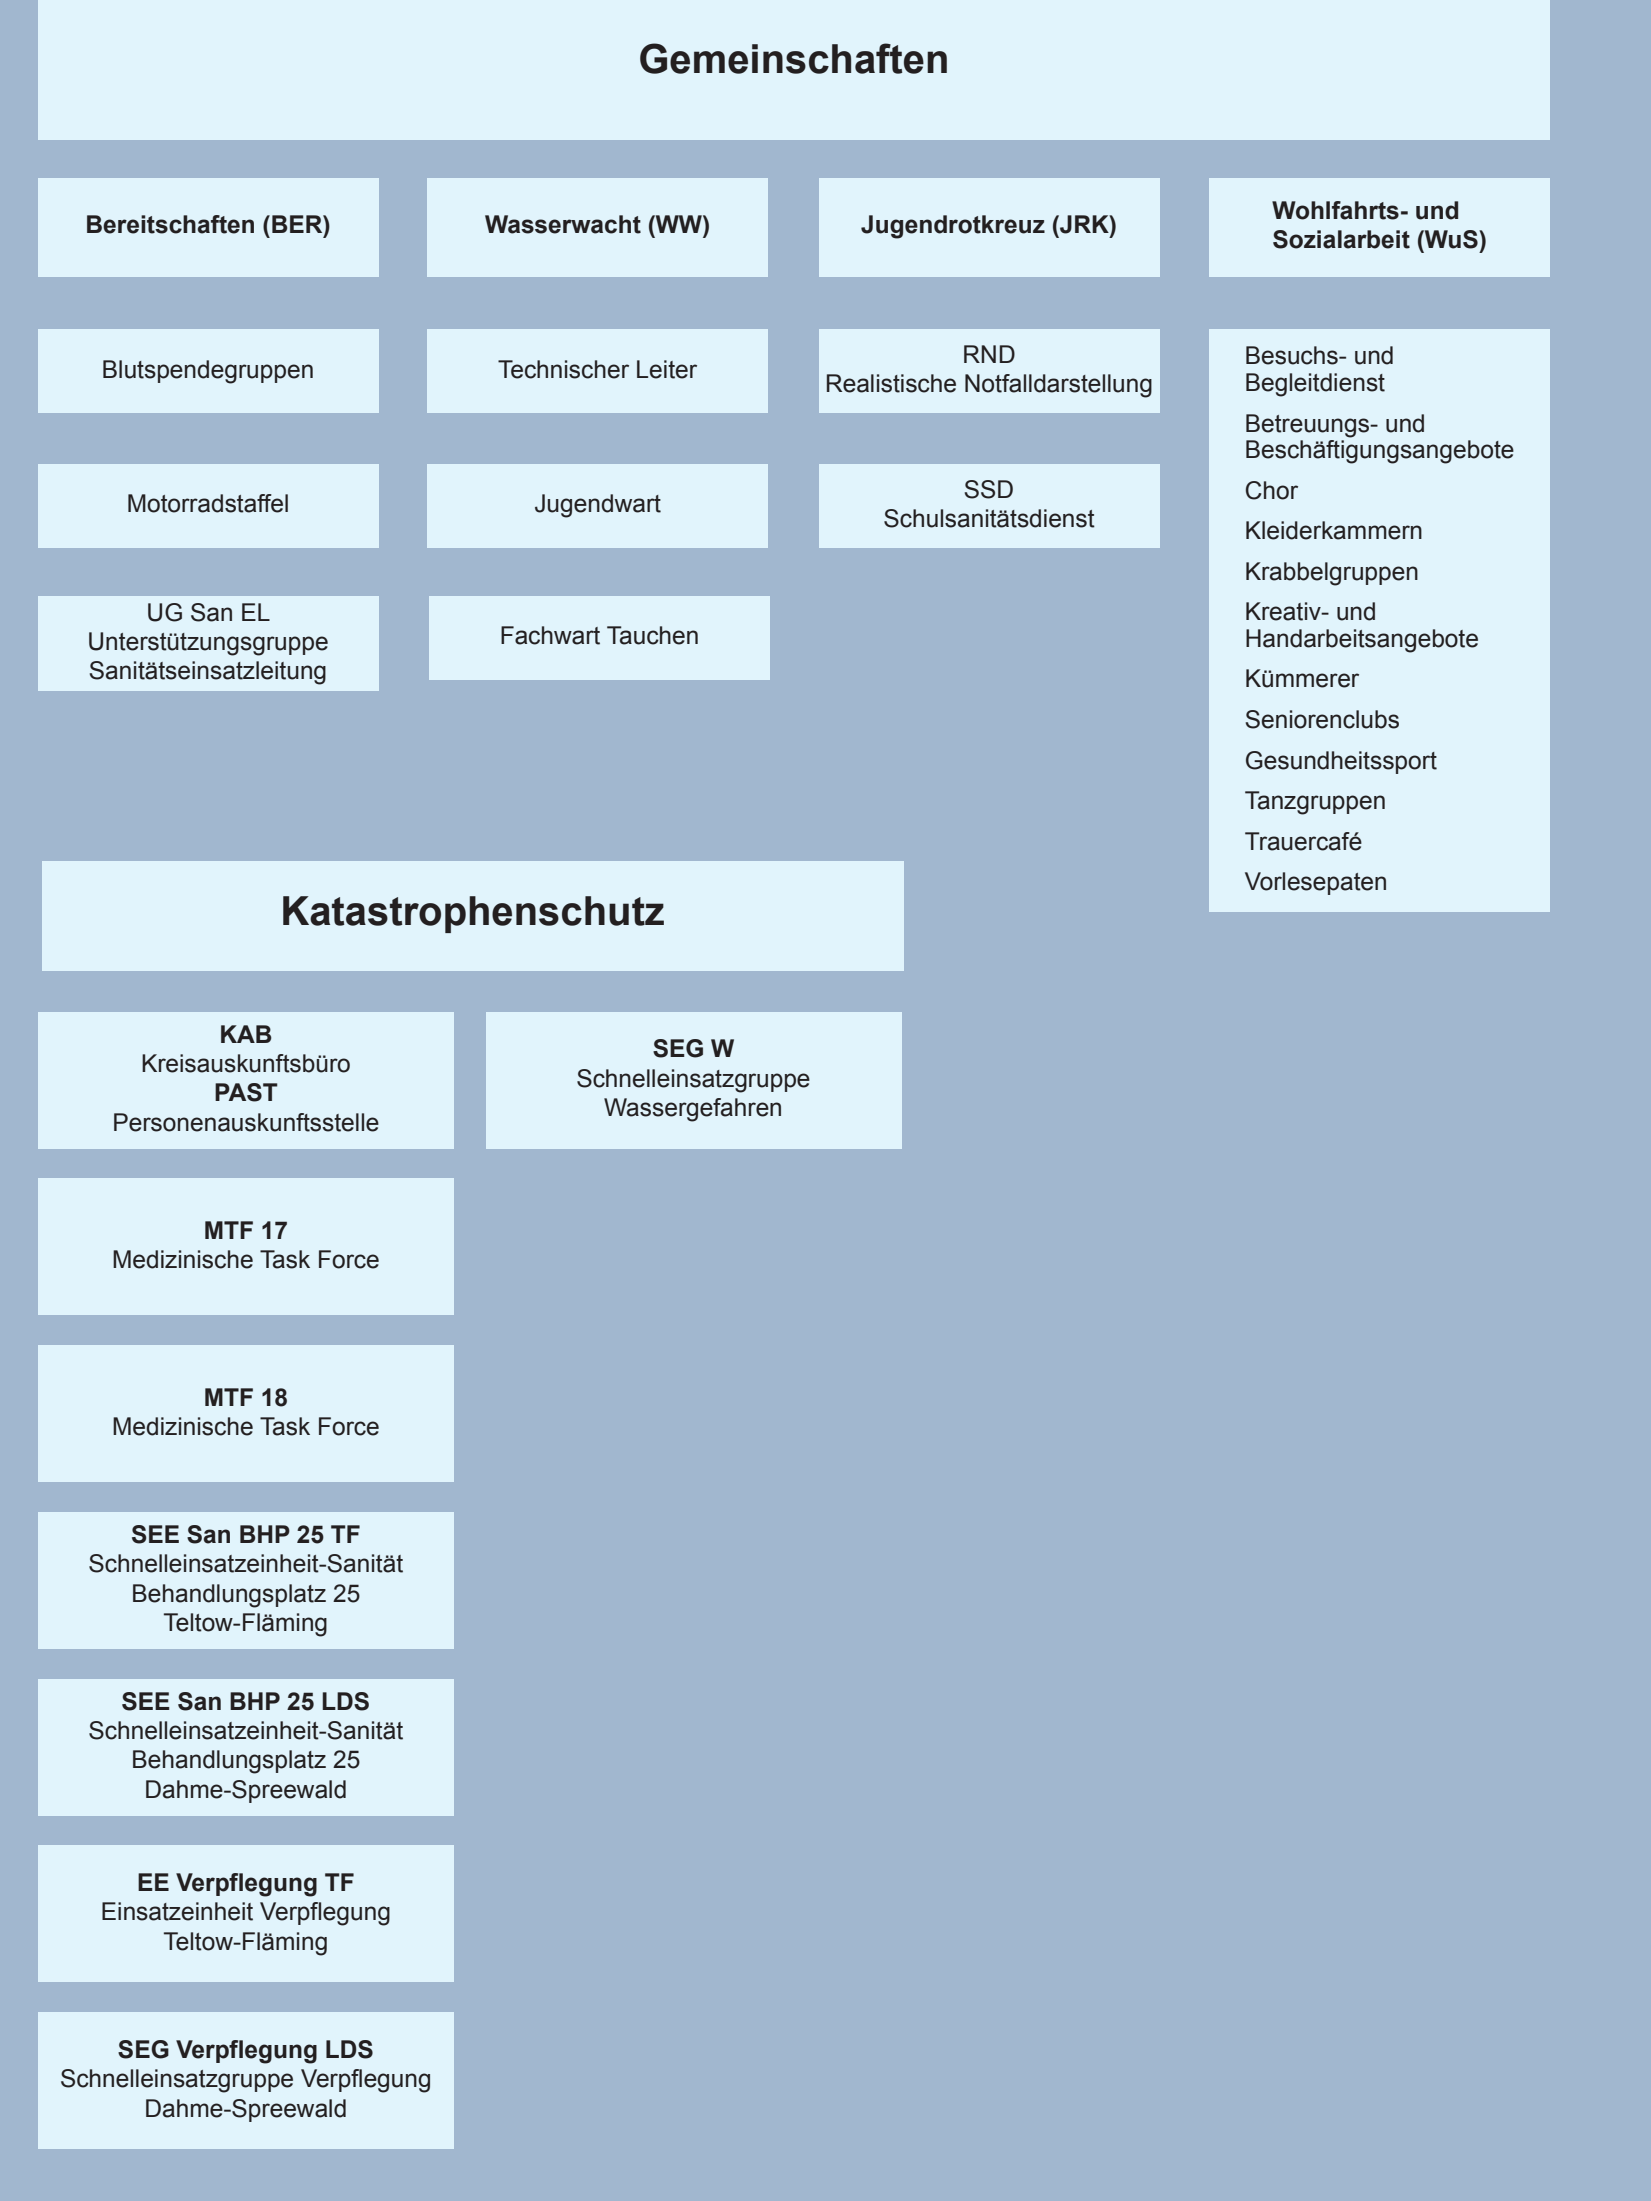 Gemeinschaften
Bereitschaften (BER)
Blutspendegruppen
Motorradstaffel
UG San EL
Unterstützungsgruppe
Sanitätseinsatzleitung
Wasserwacht (WW)
Technischer Leiter
Jugendwart
Fachwart Tauchen
Jugendrotkreuz (JRK)
RND
Realistische Notfalldarstellung
SSD
Schulsanitätsdienst
Wohlfahrts- und
Sozialarbeit (WuS)
Besuchs- und
Begleitdienst
Betreuungs- und
Beschäftigungsangebote
Chor
Kleiderkammern
Krabbelgruppen
Kreativ- und
Handarbeitsangebote
Kümmerer
Seniorenclubs
Gesundheitssport
Tanzgruppen
Trauercafé
Vorlesepaten
Katastrophenschutz
KAB
Kreisauskunftsbüro
PAST
Personenauskunftsstelle
MTF 17
Medizinische Task Force
MTF 18
Medizinische Task Force
SEE San BHP 25 TF
Schnelleinsatzeinheit-Sanität
Behandlungsplatz 25
Teltow-Fläming
SEE San BHP 25 LDS
Schnelleinsatzeinheit-Sanität
Behandlungsplatz 25
Dahme-Spreewald
EE Verpflegung TF
Einsatzeinheit Verpflegung
Teltow-Fläming
SEG Verpflegung LDS
Schnelleinsatzgruppe Verpflegung
Dahme-Spreewald
SEG W
Schnelleinsatzgruppe
Wassergefahren